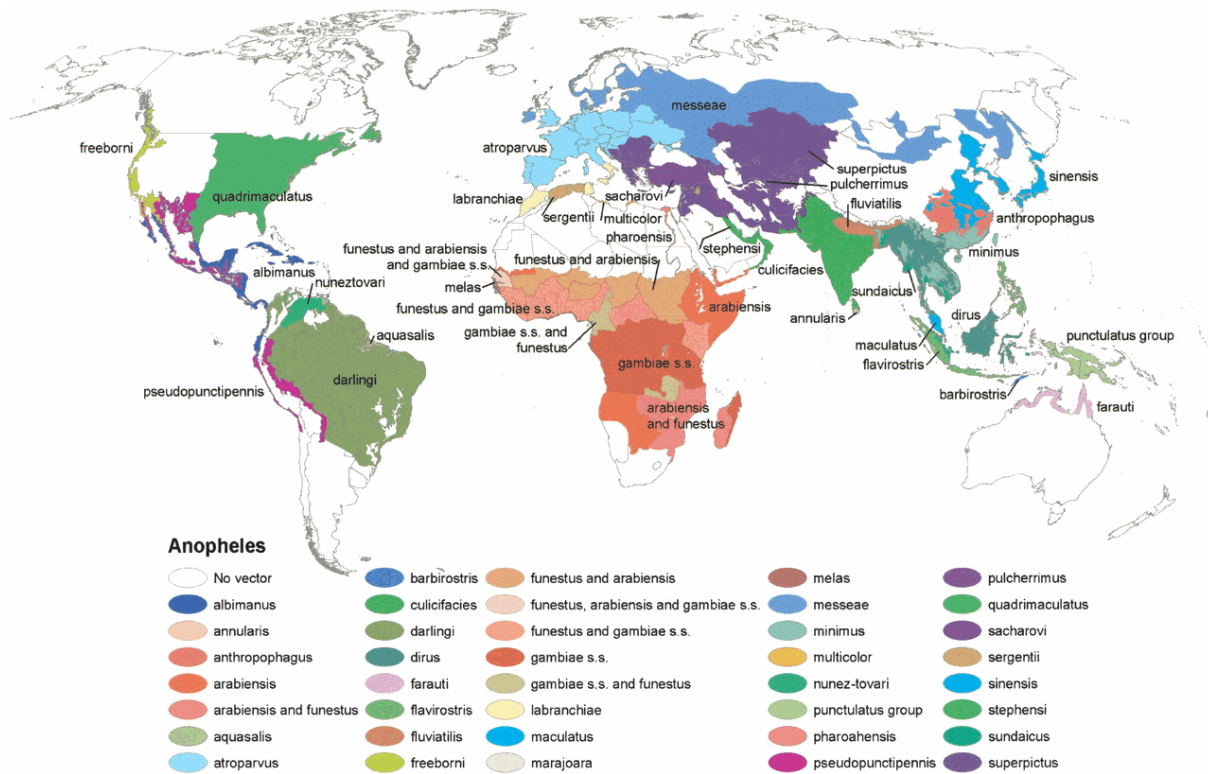 messeae
freeborni
atroparvus
superpictus
sinensis
quadrimaculatus
labranchiae
sacharovi
pulcherrimus
sergentii
multicolor
fluviatilis
anthropophagus
pharoensis
stephensi
minimus
funestus and arabiensis
and gambiae s.s.
funestus and arabiensis
albimanus
culicifacies
nuneztovari
melas
sundaicus
funestus and gambiae s.s.
arabiensis
annularis
dirus
aquasalis
gambiae s.s. and
funestus
punctulatus group
maculatus
gambiae s.s.
flavirostris
darlingi
pseudopunctipennis
barbirostris
arabiensis
and funestus
farauti
Anopheles
No vector
albimanus
annularis
anthropophagus
arabiensis
arabiensis and funestus
aquasalis
atroparvus
barbirostris
culicifacies
darlingi
dirus
farauti
flavirostris
fluviatilis
freeborni
funestus and arabiensis
funestus, arabiensis and gambiae s.s.
funestus and gambiae s.s.
gambiae s.s.
gambiae s.s. and funestus
labranchiae
maculatus
marajoara
melas
messeae
minimus
multicolor
nunez-tovari
punctulatus group
pharoahensis
pseudopunctipennis
pulcherrimus
quadrimaculatus
sacharovi
sergentii
sinensis
stephensi
sundaicus
superpictus